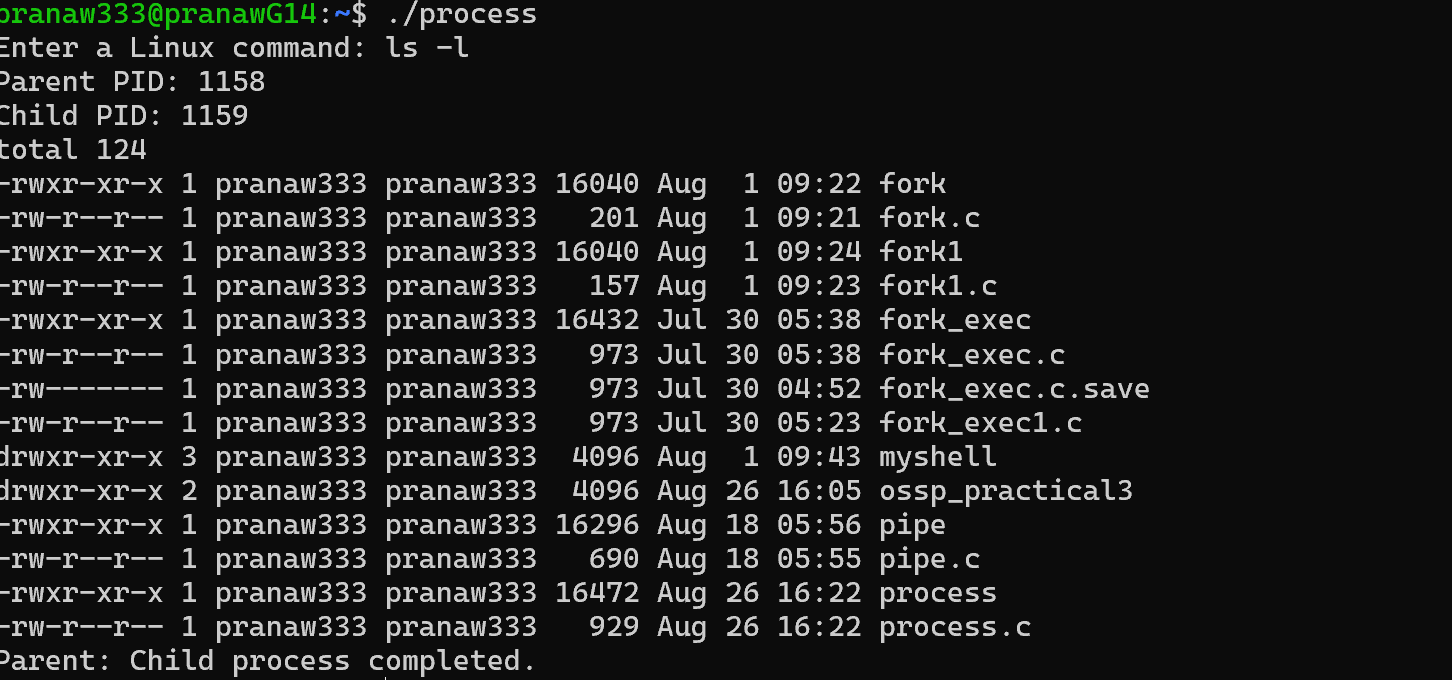 pranaw333@pranawG14:~$ ./process
Enter a Linux command: ls -l
Parent PID: 1158
Child PID: 1159
total 124
-rwxr-xr-x 1 pranaw333 pranaw333 16040 Aug  1 09:22 fork
-rw-r--r-- 1 pranaw333 pranaw333   201 Aug  1 09:21 fork.c
-rwxr-xr-x 1 pranaw333 pranaw333 16040 Aug  1 09:24 fork1
-rw-r--r-- 1 pranaw333 pranaw333   157 Aug  1 09:23 fork1.c
-rwxr-xr-x 1 pranaw333 pranaw333 16432 Jul 30 05:38 fork_exec
-rw-r--r-- 1 pranaw333 pranaw333   973 Jul 30 05:38 fork_exec.c
-rw------- 1 pranaw333 pranaw333   973 Jul 30 04:52 fork_exec.c.save
-rw-r--r-- 1 pranaw333 pranaw333   973 Jul 30 05:23 fork_exec1.c
drwxr-xr-x 3 pranaw333 pranaw333  4096 Aug  1 09:43 myshell
drwxr-xr-x 2 pranaw333 pranaw333  4096 Aug 26 16:05 ossp_practical3
-rwxr-xr-x 1 pranaw333 pranaw333 16296 Aug 18 05:56 pipe
-rw-r--r-- 1 pranaw333 pranaw333   690 Aug 18 05:55 pipe.c
-rwxr-xr-x 1 pranaw333 pranaw333 16472 Aug 26 16:22 process
-rw-r--r-- 1 pranaw333 pranaw333   929 Aug 26 16:22 process.c
Parent: Child process completed.